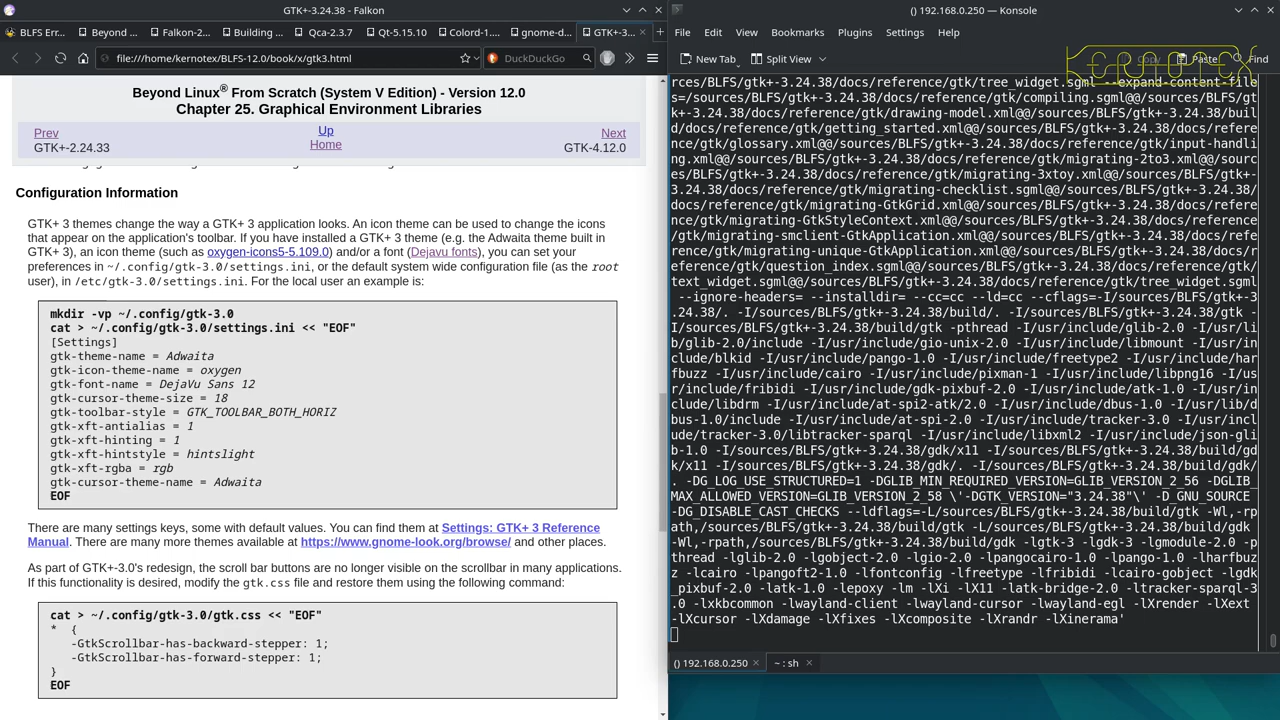 GTK+-3.24.38 - Falkon
BLFS Err...
Beyond ...
Falkon-2...
Building ...
Qca-2.3.7
Qt-5.15.10
Colord-1....
gnome-d...
GTK+-3...
file:///home/kernotex/BLFS-12.0/book/x/gtk3.html
DuckDuckGo
Beyond Linux® From Scratch (System V Edition) - Version 12.0
Chapter 25. Graphical Environment Libraries
Prev
Up
Next
GTK+-2.24.33
Home
GTK-4.12.0
Configuration Information
GTK+ 3 themes change the way a GTK+ 3 application looks. An icon theme can be used to change the icons
that appear on the application's toolbar. If you have installed a GTK+ 3 theme (e.g. the Adwaita theme built in
GTK+ 3), an icon theme (such as oxygen-icons5-5.109.0) and/or a font (Dejavu fonts), you can set your
preferences in ~/.config/gtk-3.0/settings.ini, or the default system wide configuration file (as the root
user), in /etc/gtk-3.0/settings.ini. For the local user an example is:
mkdir -vp ~/.config/gtk-3.0
cat > ~/.config/gtk-3.0/settings.ini << "EOF"
[Settings]
gtk-theme-name = Adwaita
gtk-icon-theme-name = oxygen
gtk-font-name = DejaVu Sans 12
gtk-cursor-theme-size = 18
gtk-toolbar-style = GTK_TOOLBAR_BOTH_HORIZ
gtk-xft-antialias = 1
gtk-xft-hinting = 1
gtk-xft-hintstyle = hintslight
gtk-xft-rgba = rgb
gtk-cursor-theme-name = Adwaita
EOF
There are many settings keys, some with default values. You can find them at Settings: GTK+ 3 Reference
Manual. There are many more themes available at https://www.gnome-look.org/browse/ and other places.
As part of GTK+-3.0's redesign, the scroll bar buttons are no longer visible on the scrollbar in many applications.
If this functionality is desired, modify the gtk.css file and restore them using the following command:
cat > ~/.config/gtk-3.0/gtk.css << "EOF"
* {
-GtkScrollbar-has-backward-stepper: 1;
-GtkScrollbar-has-forward-stepper: 1;
}
EOF
() 192.168.0.250 — Konsole
File Edit View Bookmarks Plugins Settings Help
New Tab
Split View
Copy
Paste
Find
KERNOTEX
rces/BLFS/gtk+-3.24.38/docs/reference/gtk/tree_widget.sgml --expand-content-file
s=/sources/BLFS/gtk+-3.24.38/docs/reference/gtk/compiling.sgml@@/sources/BLFS/gt
k+-3.24.38/docs/reference/gtk/drawing-model.xml@@/sources/BLFS/gtk+-3.24.38/buil
d/docs/reference/gtk/getting_started.xml@@/sources/BLFS/gtk+-3.24.38/docs/refere
nce/gtk/glossary.xml@@/sources/BLFS/gtk+-3.24.38/docs/reference/gtk/input-handli
ng.xml@@/sources/BLFS/gtk+-3.24.38/docs/reference/gtk/migrating-2to3.xml@@/sourc
es/BLFS/gtk+-3.24.38/docs/reference/gtk/migrating-3xtoy.xml@@/sources/BLFS/gtk+-
3.24.38/docs/reference/gtk/migrating-checklist.sgml@@/sources/BLFS/gtk+-3.24.38/
docs/reference/gtk/migrating-GtkGrid.xml@@/sources/BLFS/gtk+-3.24.38/docs/refere
nce/gtk/migrating-GtkStyleContext.xml@@/sources/BLFS/gtk+-3.24.38/docs/reference
/gtk/migrating-smclient-GtkApplication.xml@@/sources/BLFS/gtk+-3.24.38/docs/refe
rence/gtk/migrating-unique-GtkApplication.xml@@/sources/BLFS/gtk+-3.24.38/docs/r
eference/gtk/question_index.sgml@@/sources/BLFS/gtk+-3.24.38/docs/reference/gtk/
text_widget.sgml@@/sources/BLFS/gtk+-3.24.38/docs/reference/gtk/tree_widget.sgml
--ignore-headers= --installdir= --cc=cc --ld=cc --cflags=-I/sources/BLFS/gtk+-3
.24.38/. -I/sources/BLFS/gtk+-3.24.38/build/. -I/sources/BLFS/gtk+-3.24.38/gtk -
I/sources/BLFS/gtk+-3.24.38/build/gtk -pthread -I/usr/include/glib-2.0 -I/usr/li
b/glib-2.0/include -I/usr/include/gio-unix-2.0 -I/usr/include/libmount -I/usr/in
clude/blkid -I/usr/include/pango-1.0 -I/usr/include/freetype2 -I/usr/include/har
fbuzz -I/usr/include/cairo -I/usr/include/pixman-1 -I/usr/include/libpng16 -I/us
r/include/fribidi -I/usr/include/gdk-pixbuf-2.0 -I/usr/include/atk-1.0 -I/usr/in
clude/libdrm -I/usr/include/at-spi2-atk/2.0 -I/usr/include/dbus-1.0 -I/usr/lib/d
bus-1.0/include -I/usr/include/at-spi-2.0 -I/usr/include/tracker-3.0 -I/usr/incl
ude/tracker-3.0/libtracker-sparql -I/usr/include/libxml2 -I/usr/include/json-gli
b-1.0 -I/sources/BLFS/gtk+-3.24.38/gdk/x11 -I/sources/BLFS/gtk+-3.24.38/build/gd
k/x11 -I/sources/BLFS/gtk+-3.24.38/gdk/. -I/sources/BLFS/gtk+-3.24.38/build/gdk/
. -DG_LOG_USE_STRUCTURED=1 -DGLIB_MIN_REQUIRED_VERSION=GLIB_VERSION_2_56 -DGLIB_
MAX_ALLOWED_VERSION=GLIB_VERSION_2_58 \'-DGTK_VERSION="3.24.38"\' -D_GNU_SOURCE
-DG_DISABLE_CAST_CHECKS --ldflags=-L/sources/BLFS/gtk+-3.24.38/build/gtk -Wl,-rp
ath,/sources/BLFS/gtk+-3.24.38/build/gtk -L/sources/BLFS/gtk+-3.24.38/build/gdk
-Wl,-rpath,/sources/BLFS/gtk+-3.24.38/build/gdk -lgtk-3 -lgdk-3 -lgmodule-2.0 -p
thread -lglib-2.0 -lgobject-2.0 -lgio-2.0 -lpangocairo-1.0 -lpango-1.0 -lharfbuz
z -lcairo -lpangoft2-1.0 -lfontconfig -lfreetype -lfribidi -lcairo-gobject -lgdk
_pixbuf-2.0 -latk-1.0 -lepoxy -lm -lXi -lX11 -latk-bridge-2.0 -ltracker-sparql-3
.0 -lxkbcommon -lwayland-client -lwayland-cursor -lwayland-egl -lXrender -lXext
-lXcursor -lXdamage -lXfixes -lXcomposite -lXrandr -lXinerama'
() 192.168.0.250
~ : sh